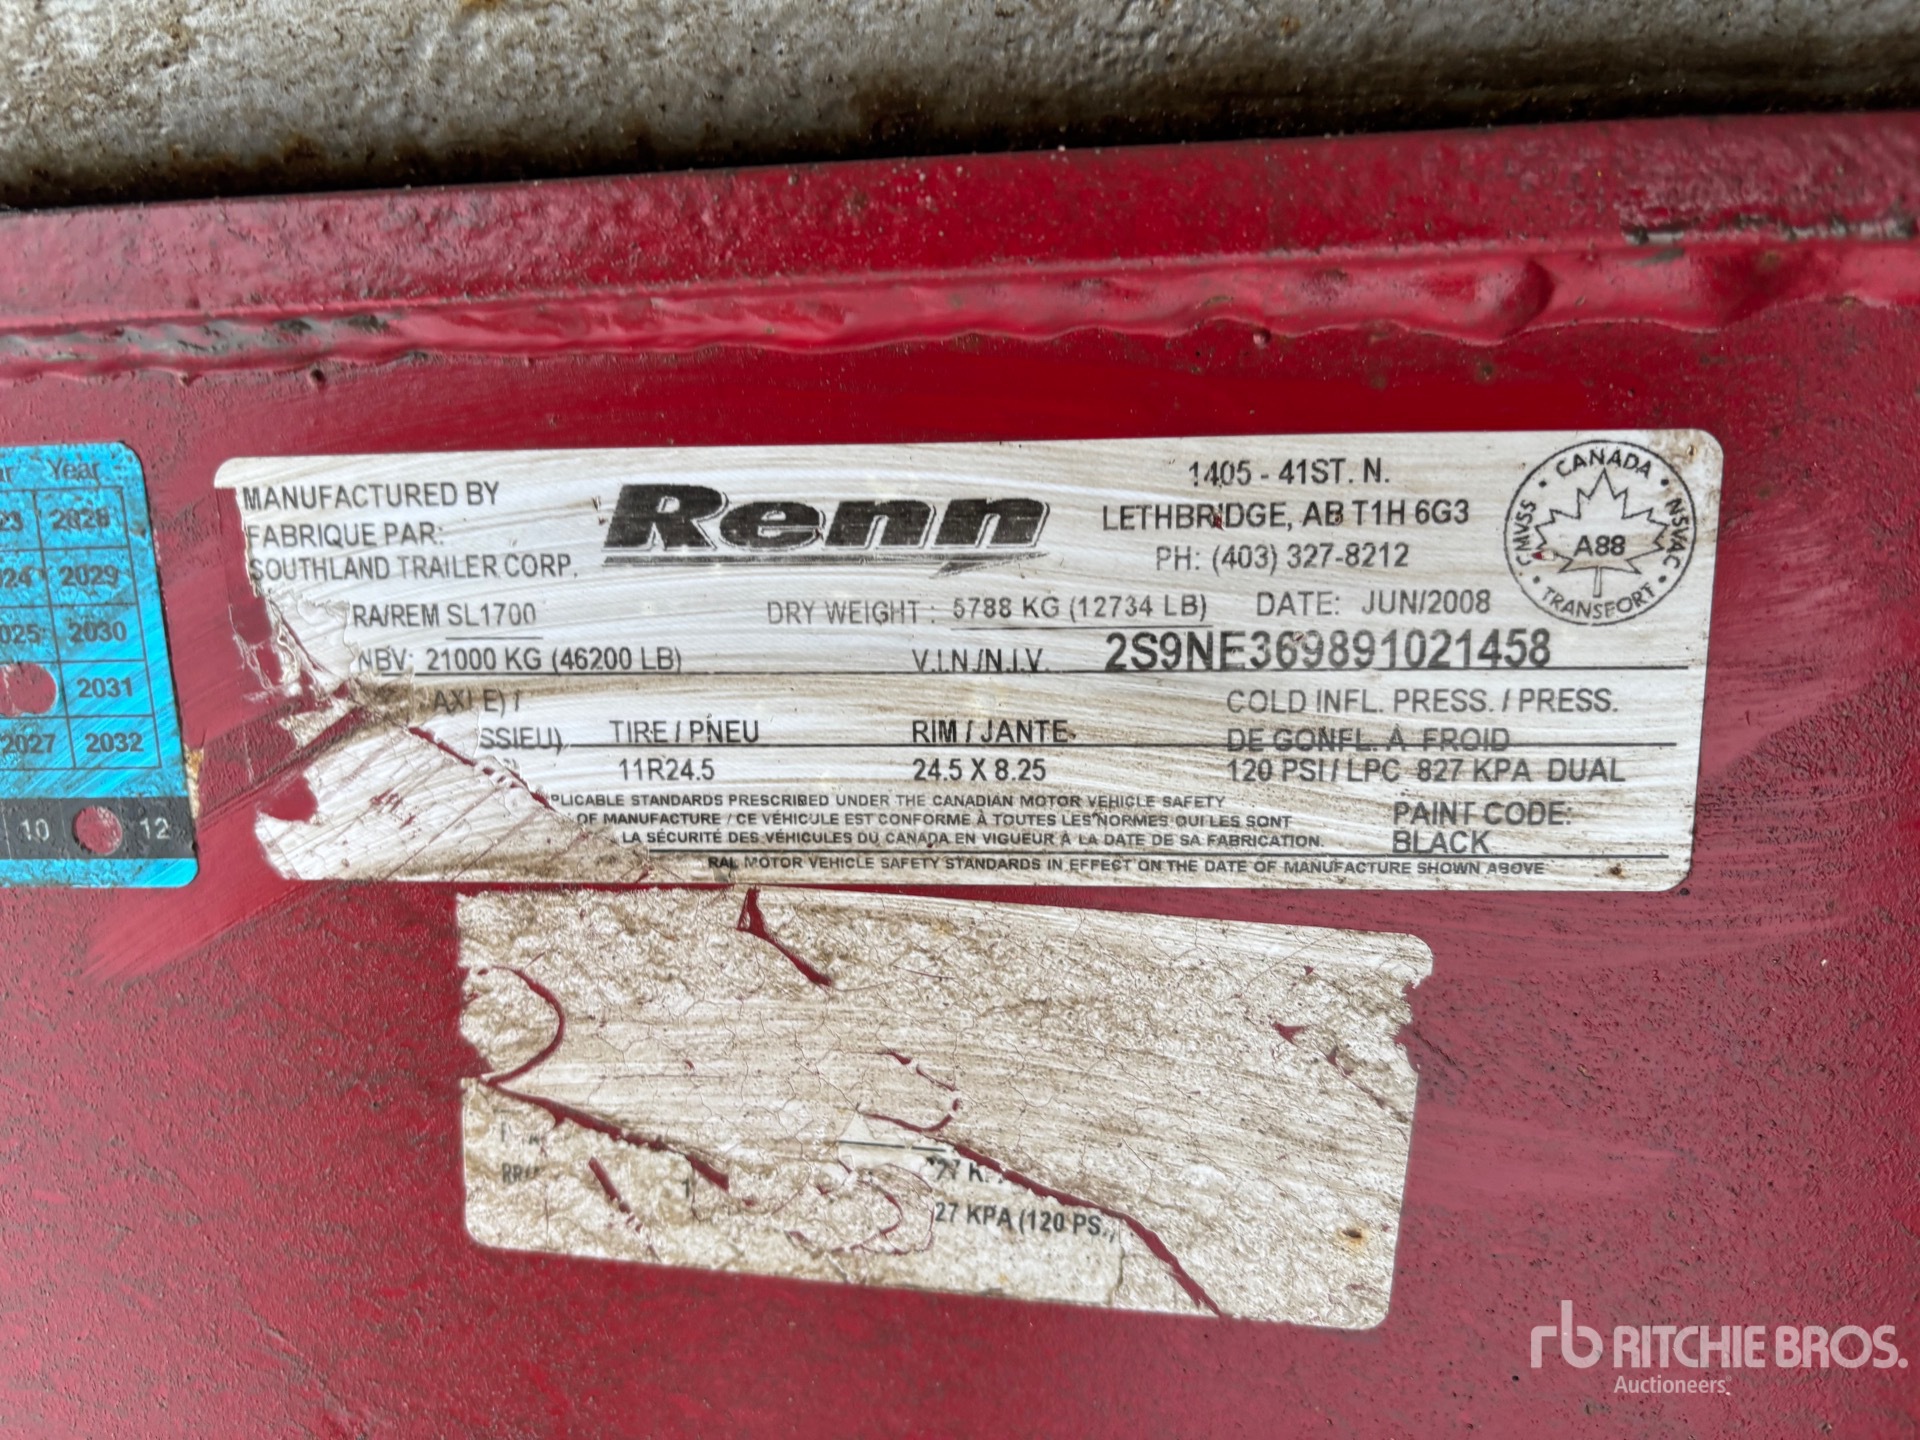 Year
2028
2029
2030
2031
2027 2032
10 12
MANUFACTURED BY
FABRIQUE PAR:
SOUTHLAND TRAILER CORP.
Renn
1405 - 41ST. N.
LETHBRIDGE, AB T1H 6G3
PH: (403) 327-8212
CANADA
CMVSS
NSVAC
A88
TRANSPORT
RA/REM SL1700 DRY WEIGHT : 5788 KG (12734 LB) DATE: JUN/2008
NBV: 21000 KG (46200 LB) V.I.N./N.I.V. 2S9NE369891021458
AXLE) / COLD INFL. PRESS. / PRESS.
SSIEU) TIRE / PNEU RIM / JANTE DE GONFL. À FROID
11R24.5 24.5 X 8.25 120 PSI / LPC 827 KPA DUAL
PLICABLE STANDARDS PRESCRIBED UNDER THE CANADIAN MOTOR VEHICLE SAFETY
OF MANUFACTURE / CE VÉHICULE EST CONFORME À TOUTES LES NORMES QUI LES SONT
LA SÉCURITÉ DES VÉHICULES DU CANADA EN VIGUEUR À LA DATE DE SA FABRICATION.
PAINT CODE:
BLACK
RAL MOTOR VEHICLE SAFETY STANDARDS IN EFFECT ON THE DATE OF MANUFACTURE SHOWN ABOVE
27 KPA (120 PS
rb RITCHIE BROS.
Auctioneers